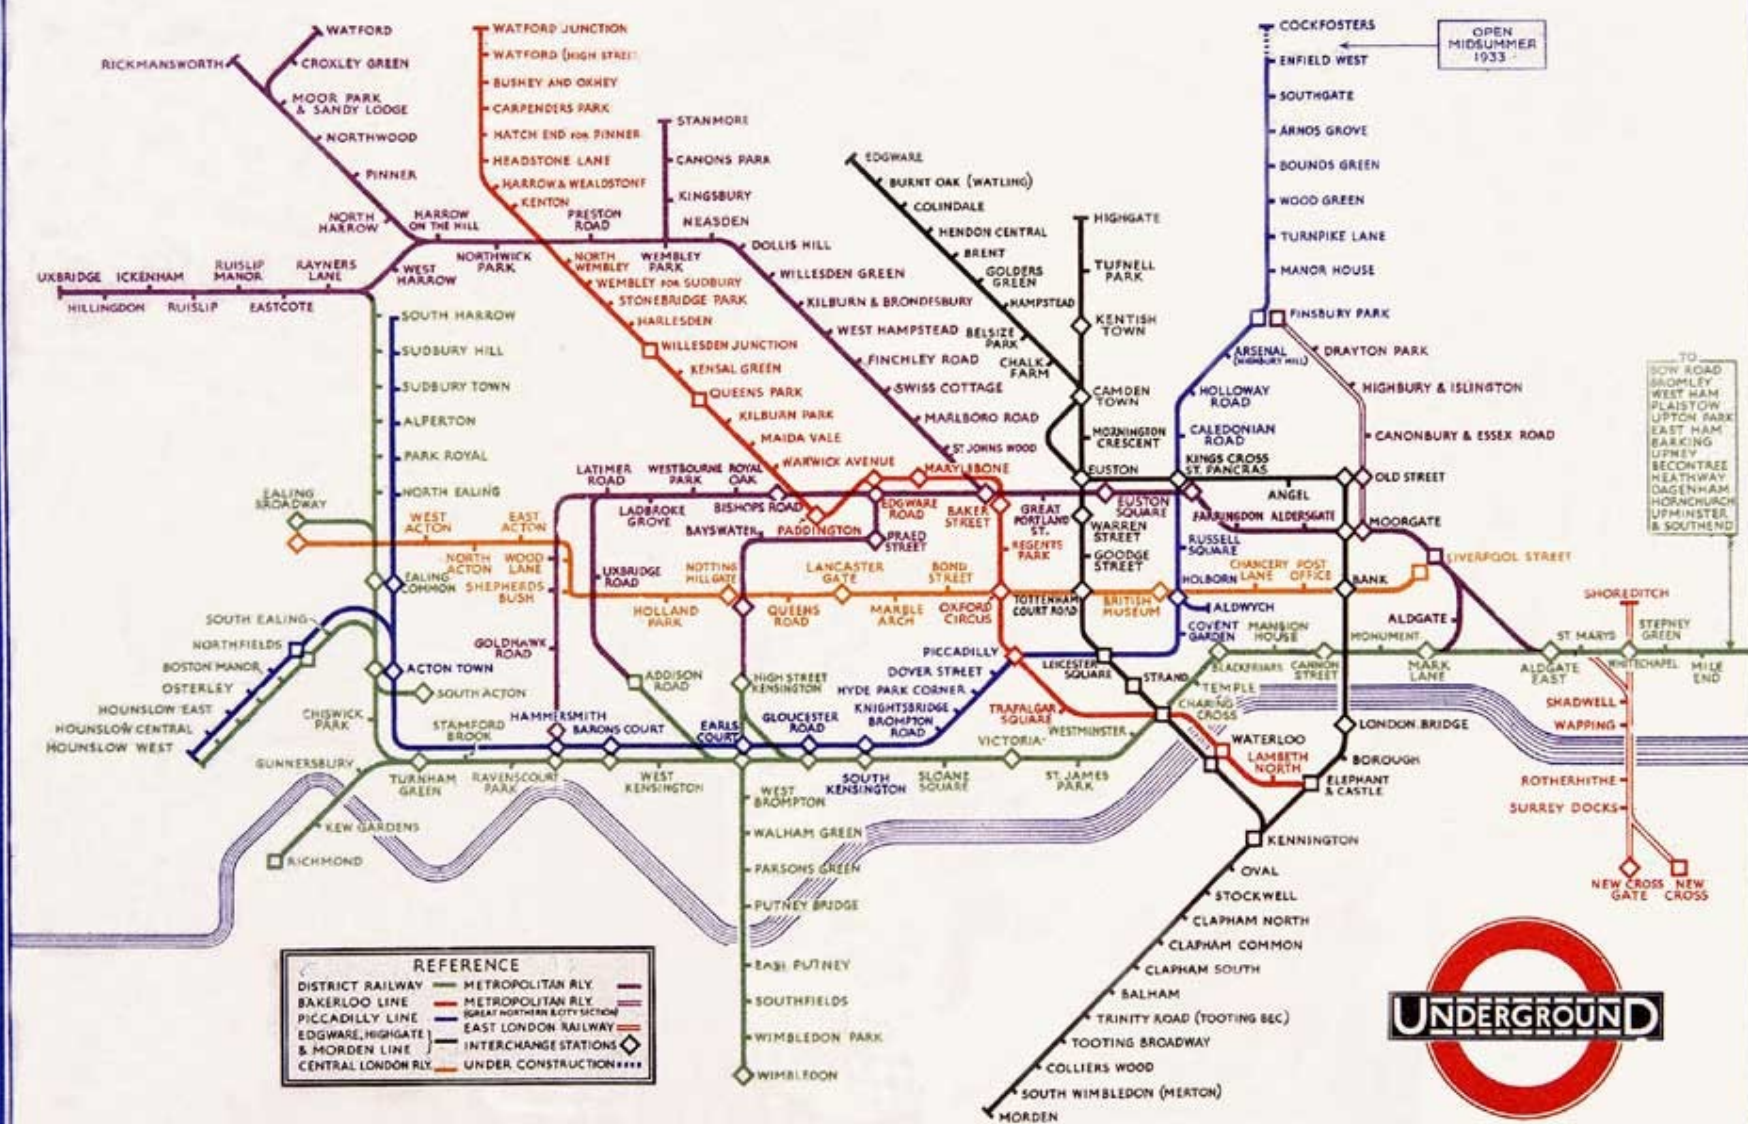 WATFORD
RICKMANSWORTH
CROXLEY GREEN
MOOR PARK
& SANDY LODGE
NORTHWOOD
PINNER
NORTH
HARROW
HARROW
ON THE HILL
NORTHWICK
PARK
PRESTON
ROAD
WEST
HARROW
UXBRIDGE
ICKENHAM
RUISLIP
MANOR
RAYNERS
LANE
HILLINGDON
RUISLIP
EASTCOTE
WATFORD JUNCTION
WATFORD (HIGH STREET
BUSHEY AND OXHEY
CARPENDERS PARK
HATCH END FOR PINNER
HEADSTONE LANE
HARROW & WEALDSTONE
KENTON
NORTH
WEMBLEY
WEMBLEY FOR SUDBURY
STONEBRIDGE PARK
HARLESDEN
WILLESDEN JUNCTION
KENSAL GREEN
QUEENS PARK
KILBURN PARK
MAIDA VALE
WARWICK AVENUE
STANMORE
CANONS PARK
KINGSBURY
NEASDEN
WEMBLEY
PARK
DOLLIS HILL
WILLESDEN GREEN
KILBURN & BRONDESBURY
WEST HAMPSTEAD
FINCHLEY ROAD
SWISS COTTAGE
MARLBORO ROAD
ST. JOHNS WOOD
EDGWARE
BURNT OAK (WATLING)
COLINDALE
HENDON CENTRAL
BRENT
GOLDERS
GREEN
HAMPSTEAD
BELSIZE
PARK
CHALK
FARM
HIGHGATE
TUFNELL
PARK
KENTISH
TOWN
CAMDEN
TOWN
MORNINGTON
CRESCENT
EUSTON
COCKFOSTERS
OPEN
MIDSUMMER
1933
ENFIELD WEST
SOUTHGATE
ARNOS GROVE
BOUNDS GREEN
WOOD GREEN
TURNPIKE LANE
MANOR HOUSE
FINSBURY PARK
ARSENAL
(HIGHBURY HILL)
DRAYTON PARK
HOLLOWAY
ROAD
HIGHBURY & ISLINGTON
CALEDONIAN
ROAD
CANONBURY & ESSEX ROAD
KINGS CROSS
ST. PANCRAS
ANGEL
OLD STREET
TO
BOW ROAD
BROMLEY
WEST HAM
PLAISTOW
UPTON PARK
EAST HAM
BARKING
UPNEY
BECONTREE
HEATHWAY
DAGENHAM
HORNCHURCH
UPMINSTER
& SOUTHEND
SOUTH HARROW
SUDBURY HILL
SUDBURY TOWN
ALPERTON
PARK ROYAL
NORTH EALING
EALING
BROADWAY
EALING
COMMON
WEST
ACTON
EAST
ACTON
NORTH
ACTON
WOOD
LANE
SHEPHERDS
BUSH
LATIMER
ROAD
WESTBOURNE
PARK
ROYAL
OAK
LADBROKE
GROVE
BISHOPS ROAD
PADDINGTON
BAYSWATER
PRAED
STREET
EDGWARE
ROAD
MARYLEBONE
BAKER
STREET
GREAT
PORTLAND
ST.
EUSTON
SQUARE
FARRINGDON
ALDERSGATE
MOORGATE
REGENTS
PARK
WARREN
STREET
GOODGE
STREET
RUSSELL
SQUARE
LIVERPOOL STREET
UXBRIDGE
ROAD
NOTTING
HILL GATE
LANCASTER
GATE
BOND
STREET
HOLLAND
PARK
QUEENS
ROAD
MARBLE
ARCH
OXFORD
CIRCUS
TOTTENHAM
COURT ROAD
BRITISH
MUSEUM
HOLBORN
CHANCERY
LANE
POST
OFFICE
BANK
ALDWYCH
COVENT
GARDEN
ALDGATE
SHOREDITCH
MANSION
HOUSE
MONUMENT
ST. MARYS
STEPNEY
GREEN
BLACKFRIARS
CANNON
STREET
MARK
LANE
ALDGATE
EAST
WHITECHAPEL
MILE
END
SOUTH EALING
NORTHFIELDS
BOSTON MANOR
OSTERLEY
HOUNSLOW EAST
HOUNSLOW CENTRAL
HOUNSLOW WEST
ACTON TOWN
SOUTH ACTON
CHISWICK
PARK
GUNNERSBURY
KEW GARDENS
RICHMOND
GOLDHAWK
ROAD
ADDISON
ROAD
HIGH STREET
KENSINGTON
STAMFORD
BROOK
HAMMERSMITH
BARONS COURT
TURNHAM
GREEN
RAVENSCOURT
PARK
WEST
KENSINGTON
EARLS
COURT
GLOUCESTER
ROAD
SOUTH
KENSINGTON
SLOANE
SQUARE
VICTORIA
ST. JAMES
PARK
PICCADILLY
DOVER STREET
HYDE PARK CORNER
KNIGHTSBRIDGE
BROMPTON
ROAD
LEICESTER
SQUARE
STRAND
TEMPLE
CHARING
CROSS
TRAFALGAR
SQUARE
WESTMINSTER
WATERLOO
LAMBETH
NORTH
LONDON BRIDGE
BOROUGH
ELEPHANT
& CASTLE
KENNINGTON
OVAL
STOCKWELL
CLAPHAM NORTH
CLAPHAM COMMON
CLAPHAM SOUTH
BALHAM
TRINITY ROAD (TOOTING BEC)
TOOTING BROADWAY
COLLIERS WOOD
SOUTH WIMBLEDON (MERTON)
MORDEN
SHADWELL
WAPPING
ROTHERHITHE
SURREY DOCKS
NEW CROSS
GATE
NEW
CROSS
WEST
BROMPTON
WALHAM GREEN
PARSONS GREEN
PUTNEY BRIDGE
EAST PUTNEY
SOUTHFIELDS
WIMBLEDON PARK
WIMBLEDON
REFERENCE
DISTRICT RAILWAY
BAKERLOO LINE
PICCADILLY LINE
EDGWARE, HIGHGATE
& MORDEN LINE
CENTRAL LONDON RLY.
METROPOLITAN RLY.
METROPOLITAN RLY.
(GREAT NORTHERN & CITY SECTION)
EAST LONDON RAILWAY
INTERCHANGE STATIONS
UNDER CONSTRUCTION
UNDERGROUND